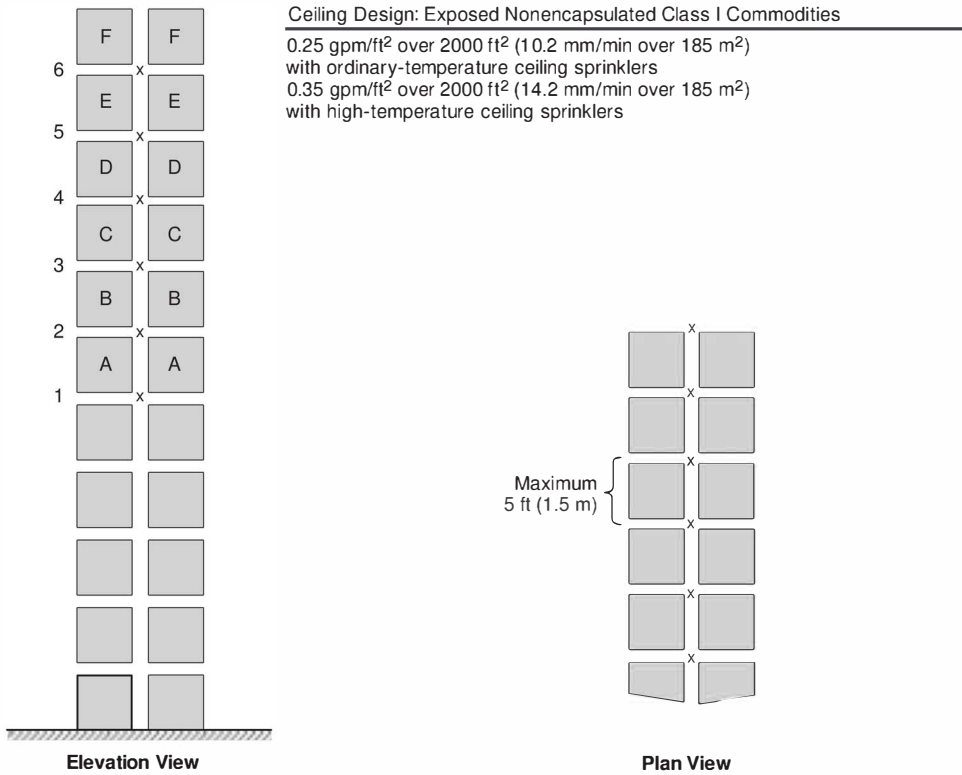 Ceiling Design: Exposed Nonencapsulated Class I Commodities
0.25 gpm/ft² over 2000 ft² (10.2 mm/min over 185 m²)
with ordinary-temperature ceiling sprinklers
0.35 gpm/ft² over 2000 ft² (14.2 mm/min over 185 m²)
with high-temperature ceiling sprinklers
F F
6 x
E E
5 x
D D
4 x
C C
3 x
B B
2 x
A A
1 x
Elevation View
x
x
x
Maximum
5 ft (1.5 m)
x
x
x
Plan View